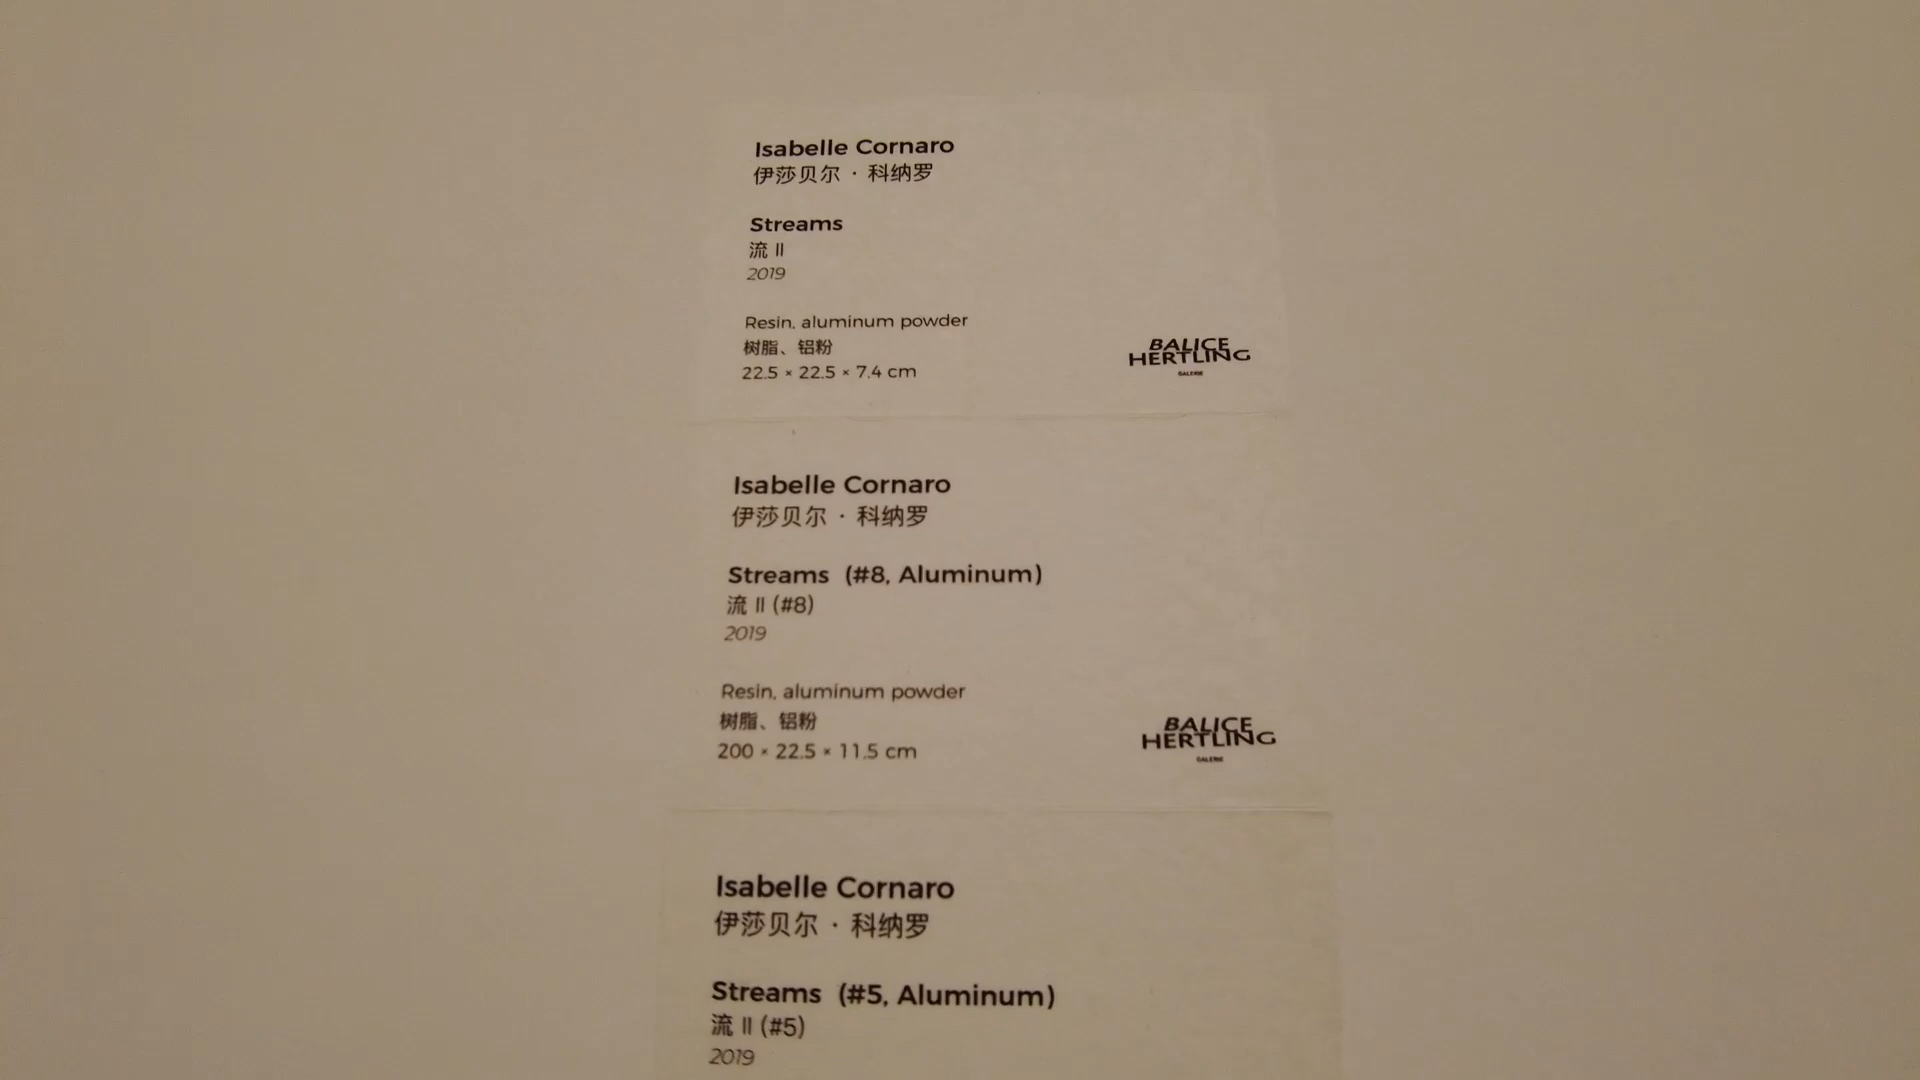 Isabelle Cornaro
伊莎贝尔 · 科纳罗
Streams
流 II
2019
Resin, aluminum powder
树脂、铝粉
22.5 × 22.5 × 7.4 cm
BALICE
HERTLING
GALERIE
Isabelle Cornaro
伊莎贝尔 · 科纳罗
Streams (#8, Aluminum)
流 II (#8)
2019
Resin, aluminum powder
树脂、铝粉
200 × 22.5 × 11.5 cm
BALICE
HERTLING
GALERIE
Isabelle Cornaro
伊莎贝尔 · 科纳罗
Streams (#5, Aluminum)
流 II (#5)
2019